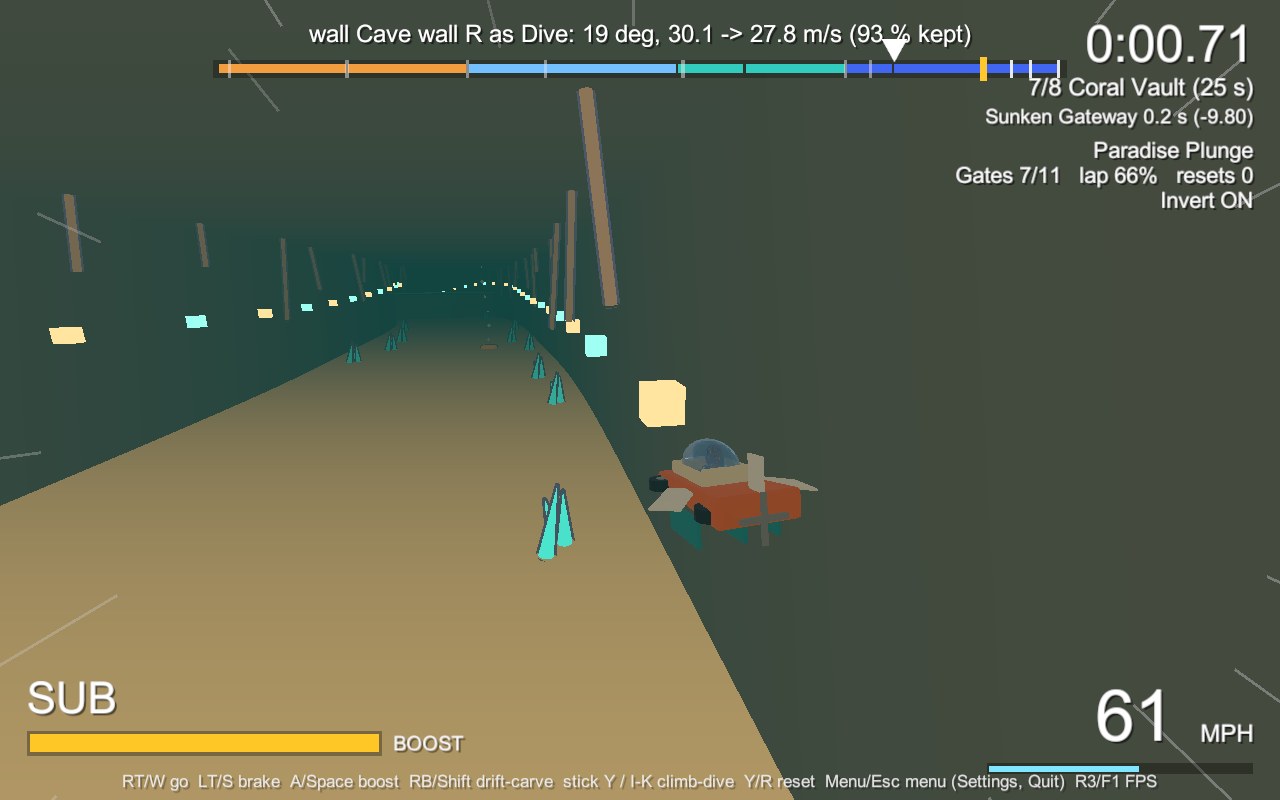 wall Cave wall R as Dive: 19 deg, 30.1 -> 27.8 m/s (93 % kept)
0:00.71
7/8 Coral Vault (25 s)
Sunken Gateway 0.2 s (-9.80)
Paradise Plunge
Gates 7/11 lap 66% resets 0
Invert ON
SUB
BOOST
61 MPH
RT/W go LT/S brake A/Space boost RB/Shift drift-carve stick Y / I-K climb-dive Y/R reset Menu/Esc menu (Settings, Quit) R3/F1 FPS